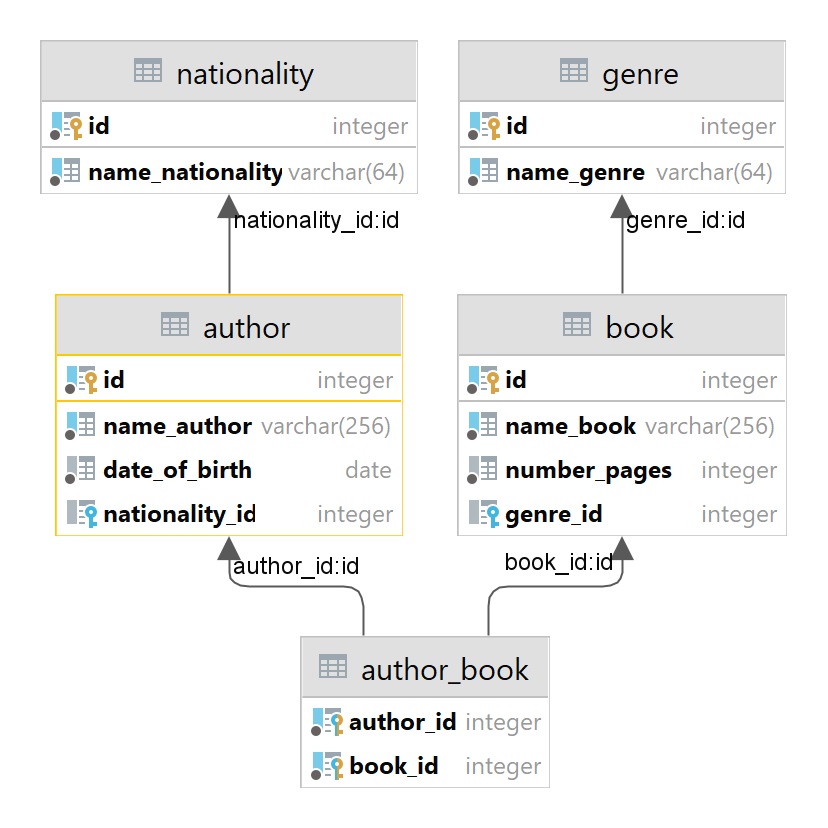 nationality
id integer
name_nationality varchar(64)
genre
id integer
name_genre varchar(64)
nationality_id:id
genre_id:id
author
id integer
name_author varchar(256)
date_of_birth date
nationality_id integer
book
id integer
name_book varchar(256)
number_pages integer
genre_id integer
author_id:id
book_id:id
author_book
author_id integer
book_id integer